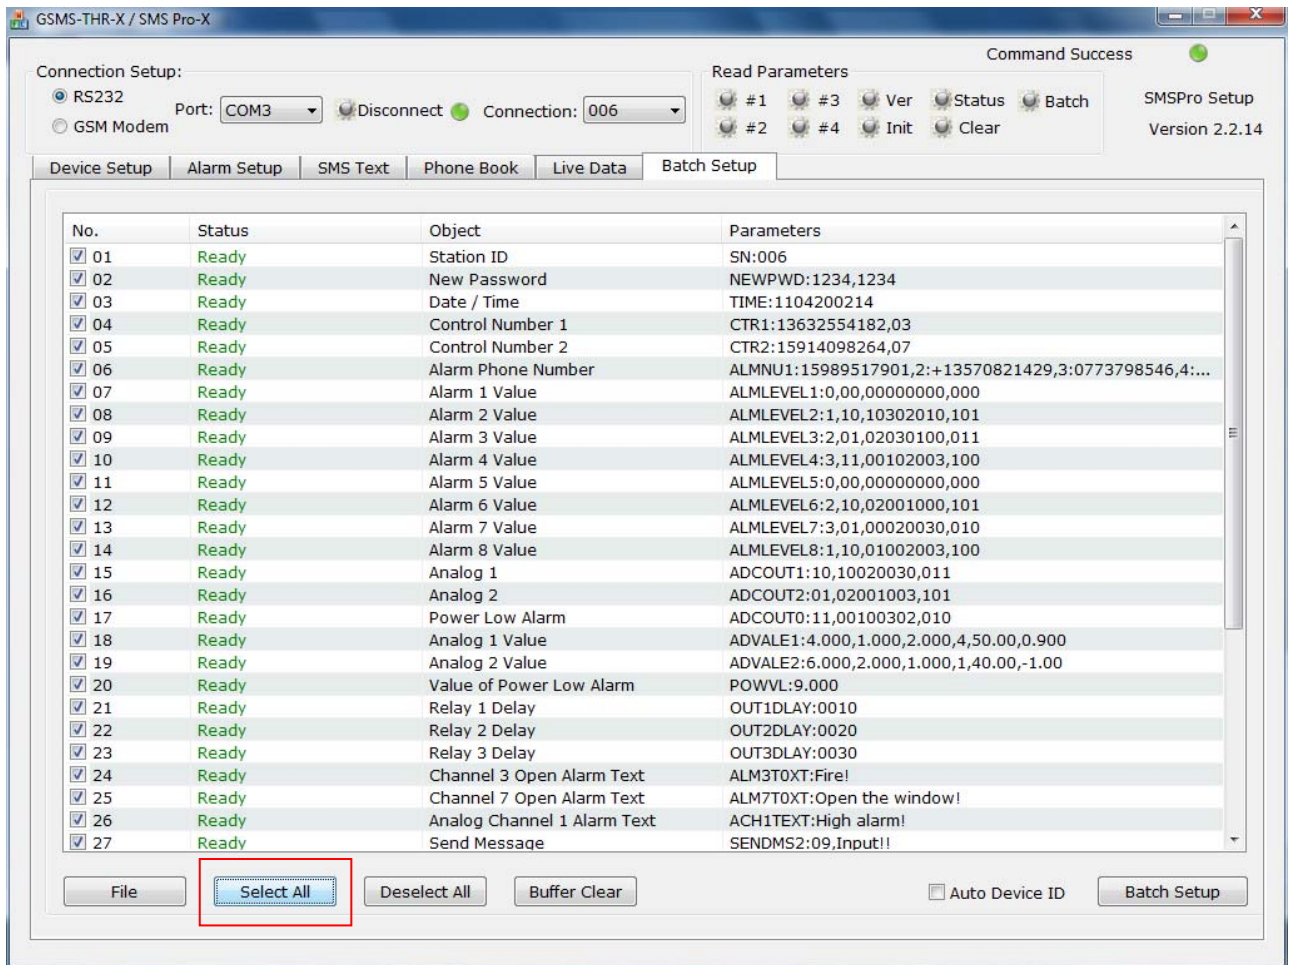 GSMS-THR-X / SMS Pro-X
Command Success
Connection Setup:
Read Parameters
RS232
Port: COM3 Disconnect Connection: 006
#1 #3 Ver Status Batch
SMSPro Setup
GSM Modem
#2 #4 Init Clear
Version 2.2.14
Device Setup Alarm Setup SMS Text Phone Book Live Data Batch Setup
No. Status Object Parameters
01 Ready Station ID SN:006
02 Ready New Password NEWPWD:1234,1234
03 Ready Date / Time TIME:1104200214
04 Ready Control Number 1 CTR1:13632554182,03
05 Ready Control Number 2 CTR2:15914098264,07
06 Ready Alarm Phone Number ALMNU1:15989517901,2:+13570821429,3:0773798546,4:...
07 Ready Alarm 1 Value ALMLEVEL1:0,00,00000000,000
08 Ready Alarm 2 Value ALMLEVEL2:1,10,10302010,101
09 Ready Alarm 3 Value ALMLEVEL3:2,01,02030100,011
10 Ready Alarm 4 Value ALMLEVEL4:3,11,00102003,100
11 Ready Alarm 5 Value ALMLEVEL5:0,00,00000000,000
12 Ready Alarm 6 Value ALMLEVEL6:2,10,02001000,101
13 Ready Alarm 7 Value ALMLEVEL7:3,01,00020030,010
14 Ready Alarm 8 Value ALMLEVEL8:1,10,01002003,100
15 Ready Analog 1 ADCOUT1:10,10020030,011
16 Ready Analog 2 ADCOUT2:01,02001003,101
17 Ready Power Low Alarm ADCOUT0:11,00100302,010
18 Ready Analog 1 Value ADVALE1:4.000,1.000,2.000,4,50.00,0.900
19 Ready Analog 2 Value ADVALE2:6.000,2.000,1.000,1,40.00,-1.00
20 Ready Value of Power Low Alarm POWVL:9.000
21 Ready Relay 1 Delay OUT1DLAY:0010
22 Ready Relay 2 Delay OUT2DLAY:0020
23 Ready Relay 3 Delay OUT3DLAY:0030
24 Ready Channel 3 Open Alarm Text ALM3T0XT:Fire!
25 Ready Channel 7 Open Alarm Text ALM7T0XT:Open the window!
26 Ready Analog Channel 1 Alarm Text ACH1TEXT:High alarm!
27 Ready Send Message SENDMS2:09,Input!!
File Select All Deselect All Buffer Clear Auto Device ID Batch Setup